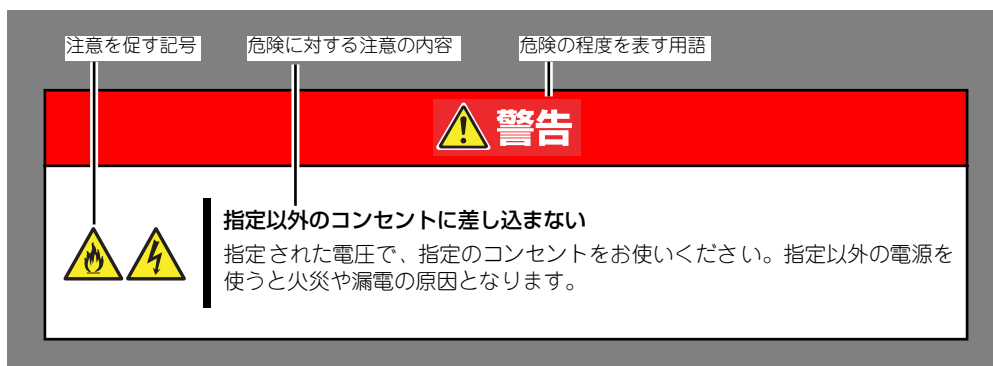 注意を促す記号
危険に対する注意の内容
危険の程度を表す用語
警告
指定以外のコンセントに差し込まない
指定された電圧で、指定のコンセントをお使いください。指定以外の電源を
使うと火災や漏電の原因となります。